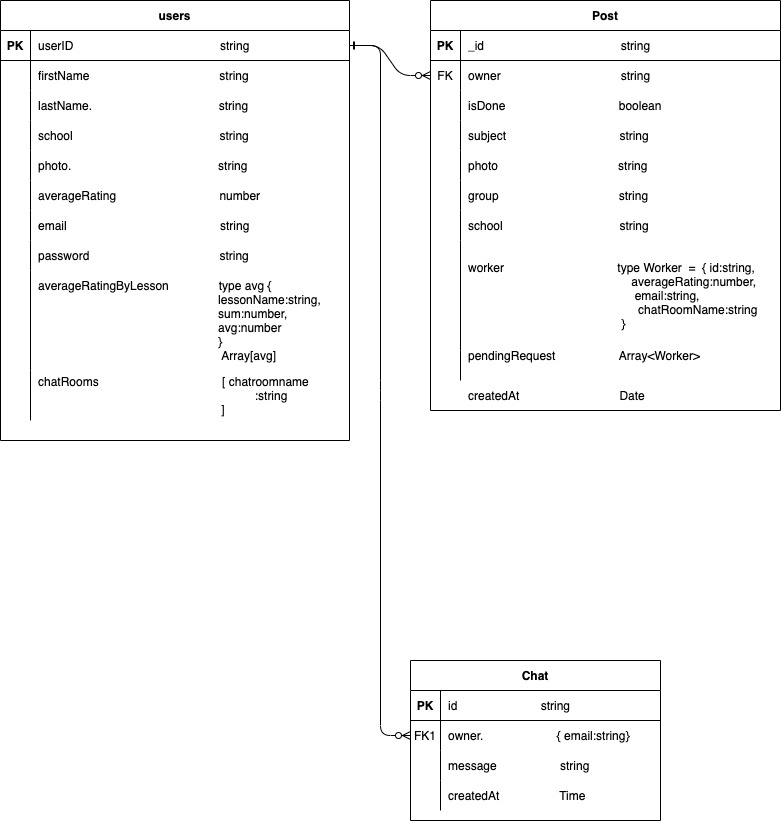 users
PK userID string
firstName string
lastName. string
school string
photo. string
averageRating number
email string
password string
averageRatingByLesson type avg {
lessonName:string,
sum:number,
avg:number
}
Array[avg]
chatRooms [ chatroomname
:string
]
Post
PK _id string
FK owner string
isDone boolean
subject string
photo string
group string
school string
worker type Worker = { id:string,
averageRating:number,
email:string,
chatRoomName:string
}
pendingRequest Array<Worker>
createdAt Date
Chat
PK id string
FK1 owner. { email:string}
message string
createdAt Time